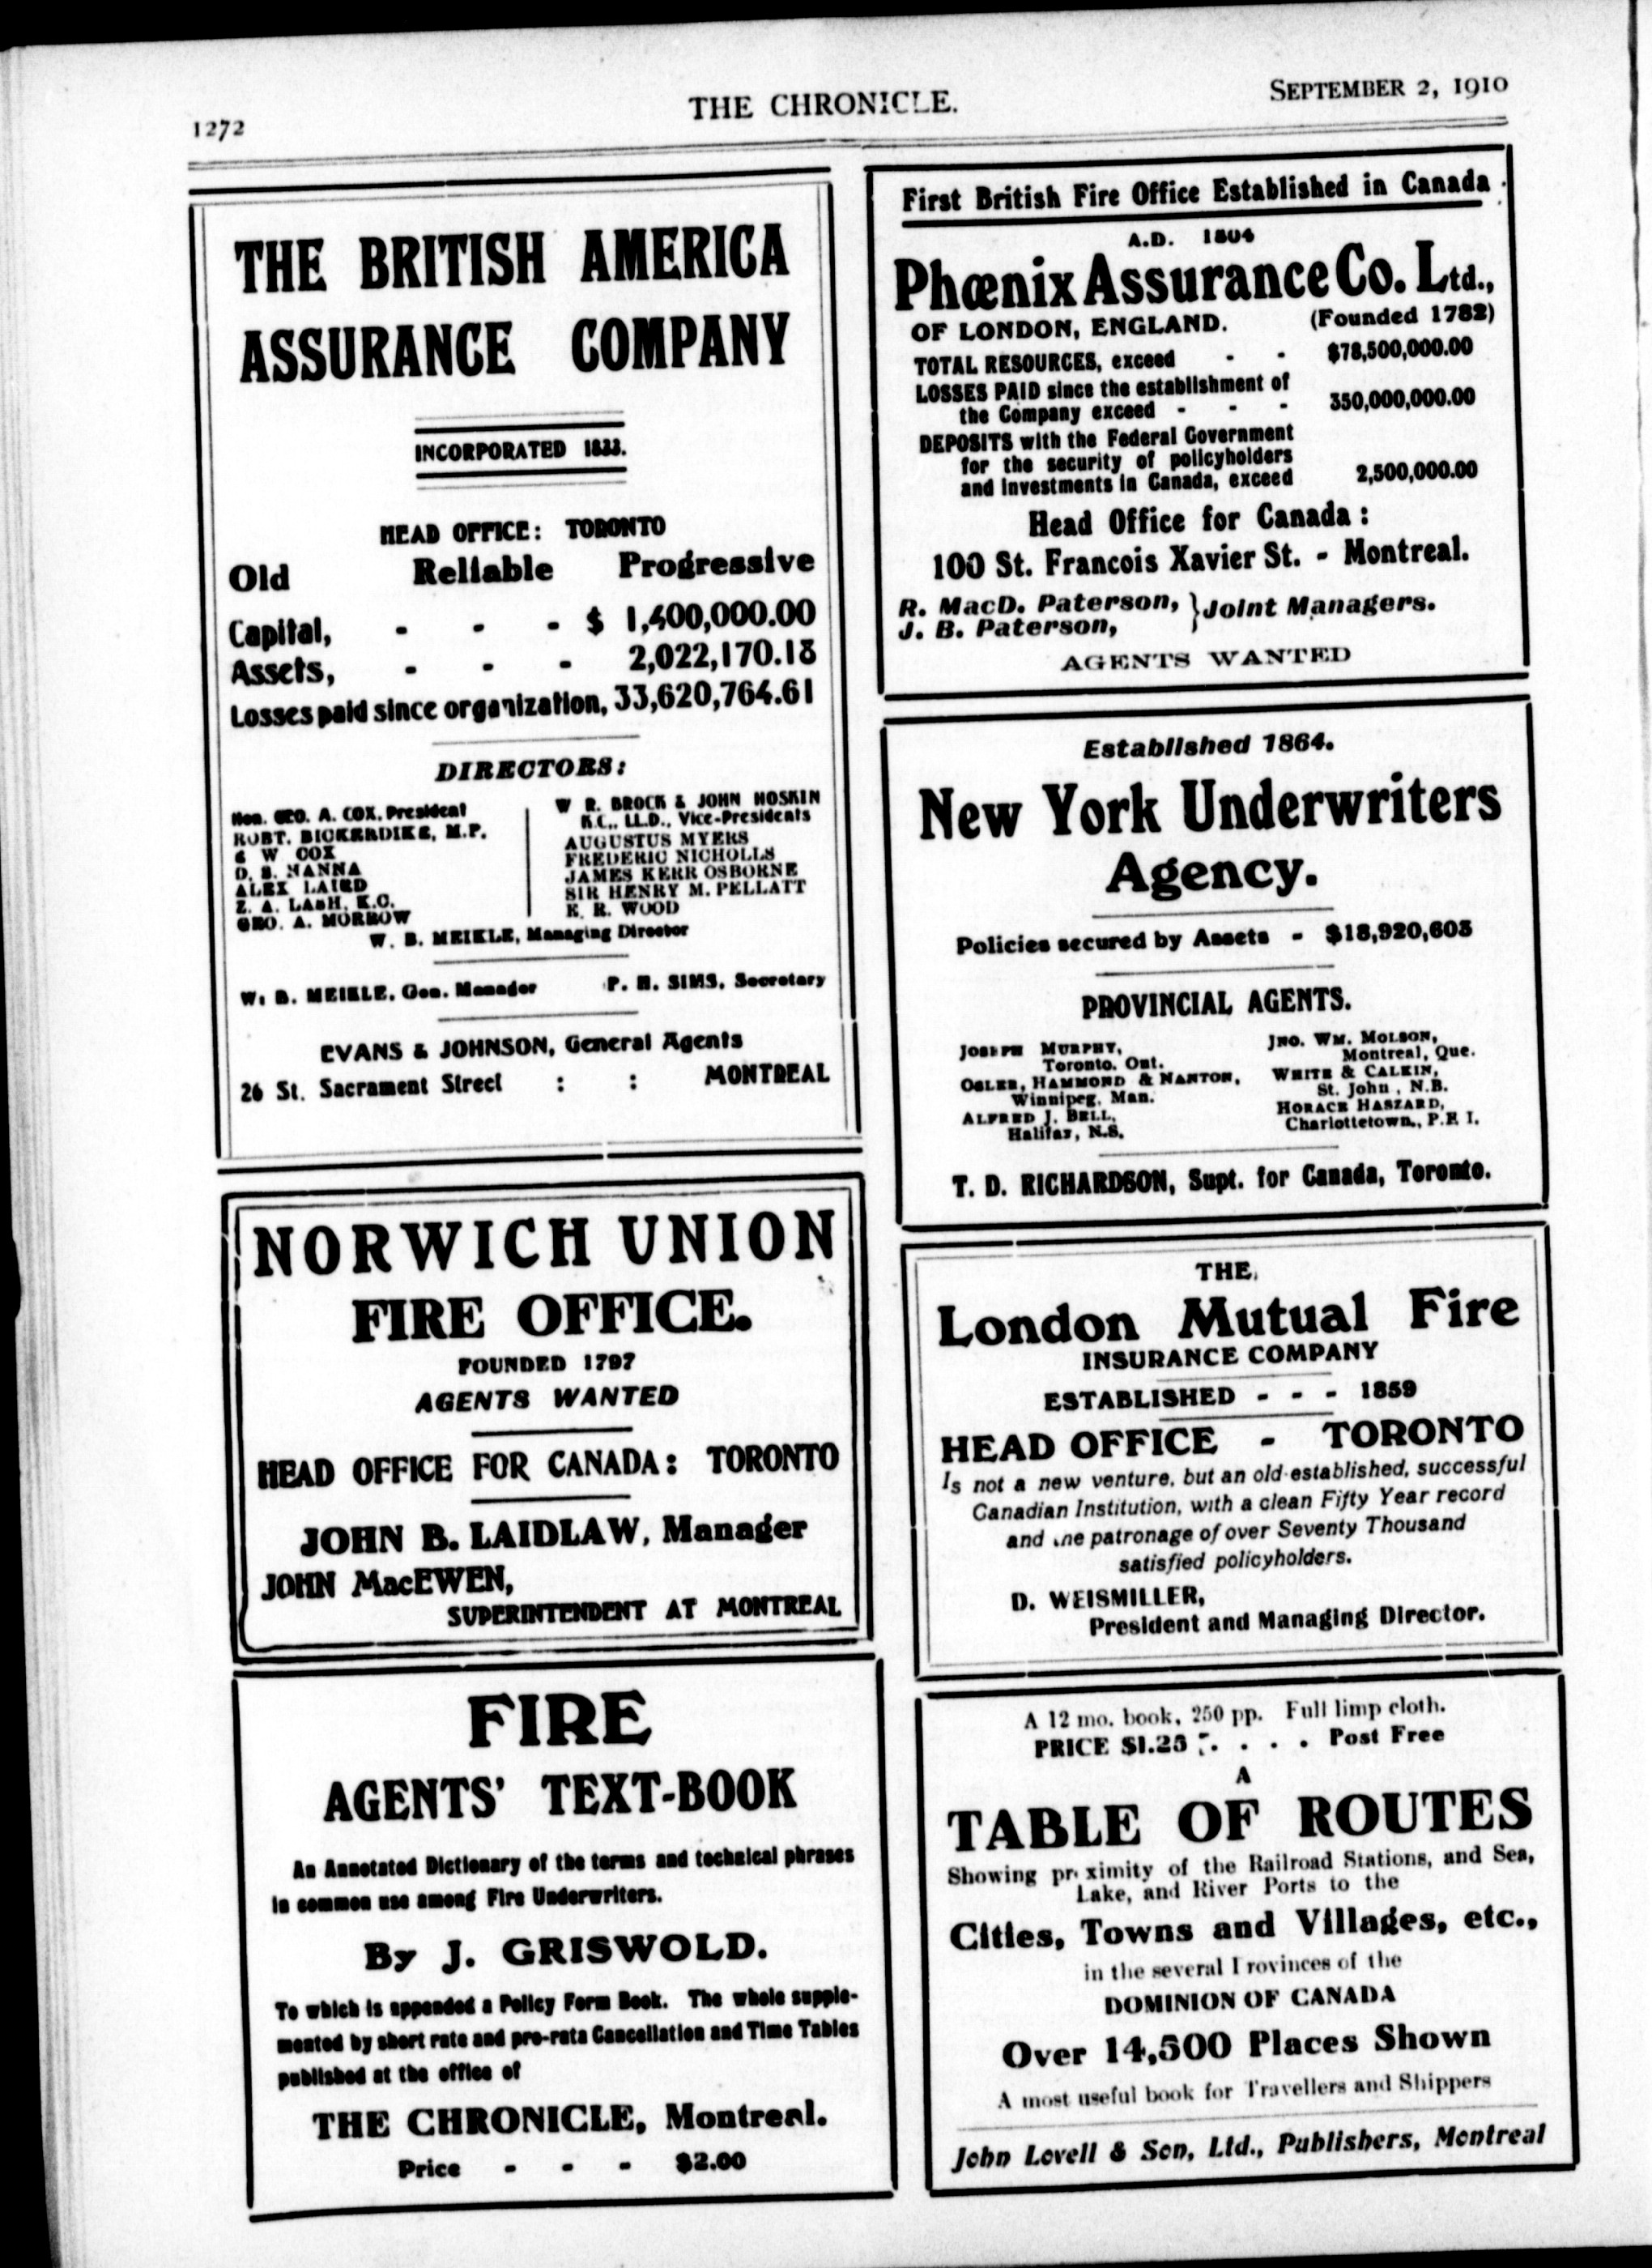 1272
THE CHRONICLE.
SEPTEMBER 2, 1910
THE BRITISH AMERICA
ASSURANCE COMPANY
INCORPORATED 1833.
HEAD OFFICE: TORONTO
Old Reliable Progressive
Capital, - - - $ 1,400,000.00
Assets, - - - 2,022,170.18
Losses paid since organization, 33,620,764.61
DIRECTORS:
Hon. GEO. A. COX, President
ROBT. BICKERDIKE, M.P.
E W COX
D. B. HANNA
ALEX LAIRD
Z. A. LASH, K.C.
GEO. A. MORROW
W R. BROCK & JOHN HOSKIN
K.C., LL.D., Vice-Presidents
AUGUSTUS MYERS
FREDERIC NICHOLLS
JAMES KERR OSBORNE
SIR HENRY M. PELLATT
E. R. WOOD
W. B. MEIKLE, Managing Director
W. B. MEIKLE, Gen. Manager P. H. SIMS, Secretary
EVANS & JOHNSON, General Agents
26 St. Sacrament Street : : MONTREAL
NORWICH UNION
FIRE OFFICE.
FOUNDED 1797
AGENTS WANTED
HEAD OFFICE FOR CANADA: TORONTO
JOHN B. LAIDLAW, Manager
JOHN MacEWEN,
SUPERINTENDENT AT MONTREAL
FIRE
AGENTS' TEXT-BOOK
An Annotated Dictionary of the terms and technical phrases
in common use among Fire Underwriters.
By J. GRISWOLD.
To which is appended a Policy Form Book. The whole supple-
mented by short rate and pro-rata Cancellation and Time Tables
published at the office of
THE CHRONICLE, Montreal.
Price - - - $2.00
First British Fire Office Established in Canada
A.D. 1804
Phœnix Assurance Co. Ltd.,
OF LONDON, ENGLAND. (Founded 1782)
TOTAL RESOURCES, exceed - - $78,500,000.00
LOSSES PAID since the establishment of
the Company exceed - - - 350,000,000.00
DEPOSITS with the Federal Government
for the security of policyholders
and investments in Canada, exceed 2,500,000.00
Head Office for Canada:
100 St. Francois Xavier St. - Montreal.
R. MacD. Paterson, } Joint Managers.
J. B. Paterson,
AGENTS WANTED
Established 1864.
New York Underwriters
Agency.
Policies secured by Assets - $18,920,603
PROVINCIAL AGENTS.
JOSEPH MURPHY,
Toronto, Ont.
OSLER, HAMMOND & NANTON,
Winnipeg, Man.
ALFRED J. BELL,
Halifax, N.S.
JNO. WM. MOLSON,
Montreal, Que.
WHITE & CALKIN,
St. John, N.B.
HORACE HASZARD,
Charlottetown., P.E I.
T. D. RICHARDSON, Supt. for Canada, Toronto.
THE
London Mutual Fire
INSURANCE COMPANY
ESTABLISHED - - - 1859
HEAD OFFICE - TORONTO
Is not a new venture, but an old-established, successful
Canadian Institution, with a clean Fifty Year record
and the patronage of over Seventy Thousand
satisfied policyholders.
D. WEISMILLER,
President and Managing Director.
A 12 mo. book, 250 pp. Full limp cloth.
PRICE $1.25 . . . . Post Free
A
TABLE OF ROUTES
Showing proximity of the Railroad Stations, and Sea,
Lake, and River Ports to the
Cities, Towns and Villages, etc.,
in the several Provinces of the
DOMINION OF CANADA
Over 14,500 Places Shown
A most useful book for Travellers and Shippers
John Lovell & Son, Ltd., Publishers, Montreal